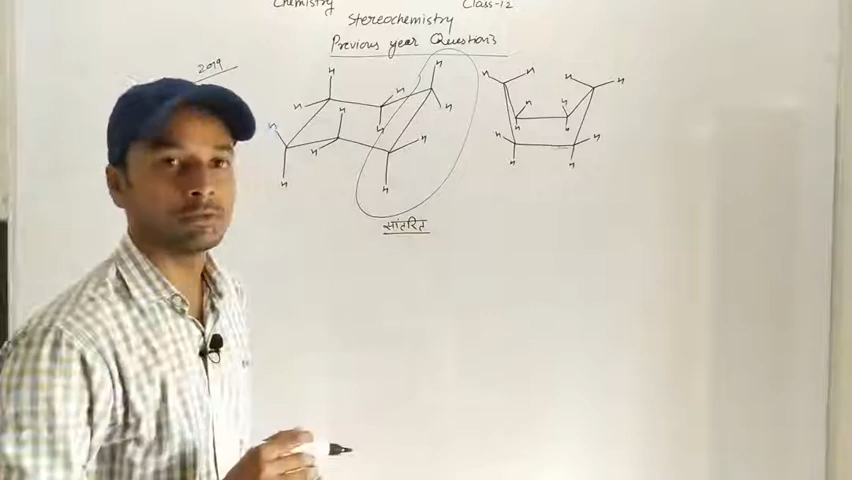 Chemistry Class-12
Stereochemistry
Previous year Questions
2019
H H H H
H H H H H H
H H H H H H
H H H H H
H H
सांतरित